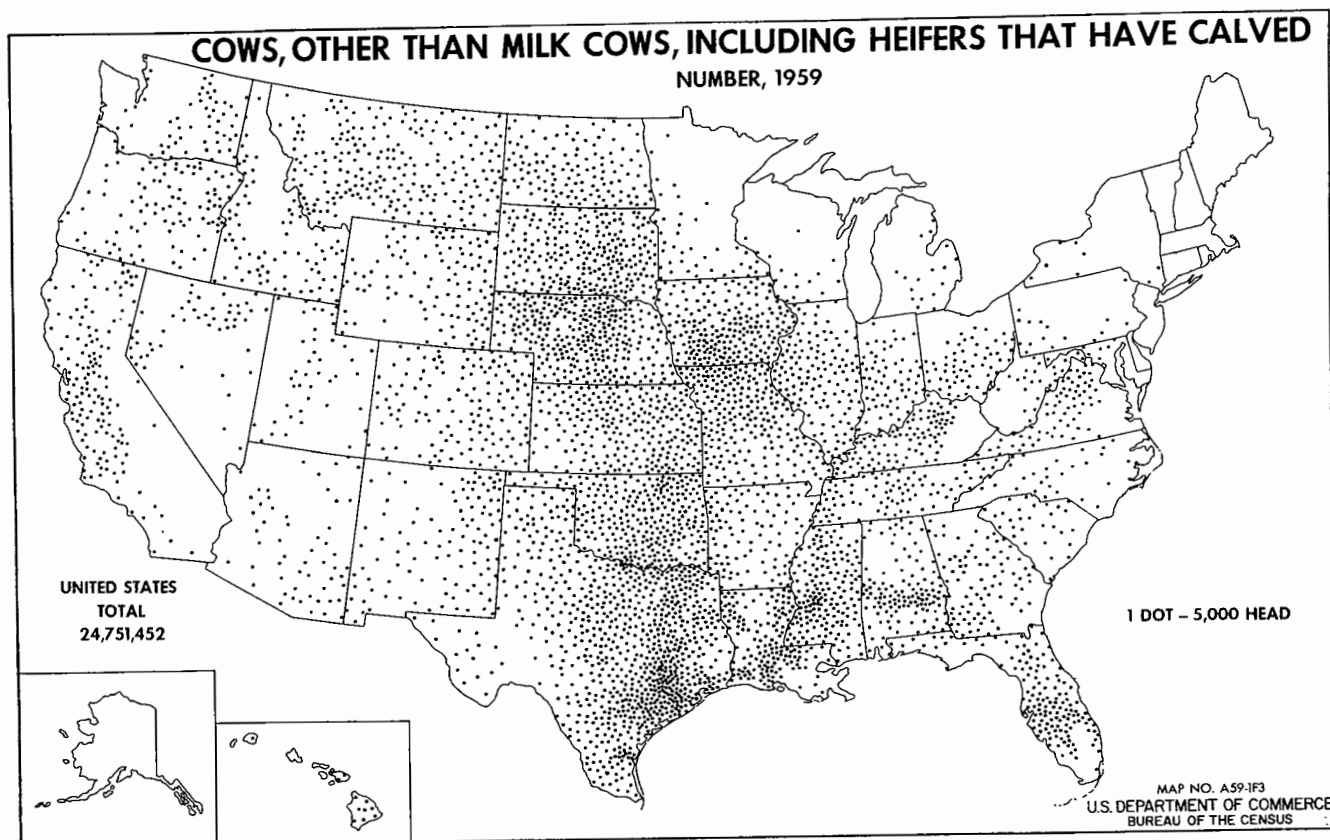 COWS, OTHER THAN MILK COWS, INCLUDING HEIFERS THAT HAVE CALVED
NUMBER, 1959
UNITED STATES
TOTAL
24,751,452
1 DOT – 5,000 HEAD
MAP NO. A59-1F3
U.S. DEPARTMENT OF COMMERCE
BUREAU OF THE CENSUS